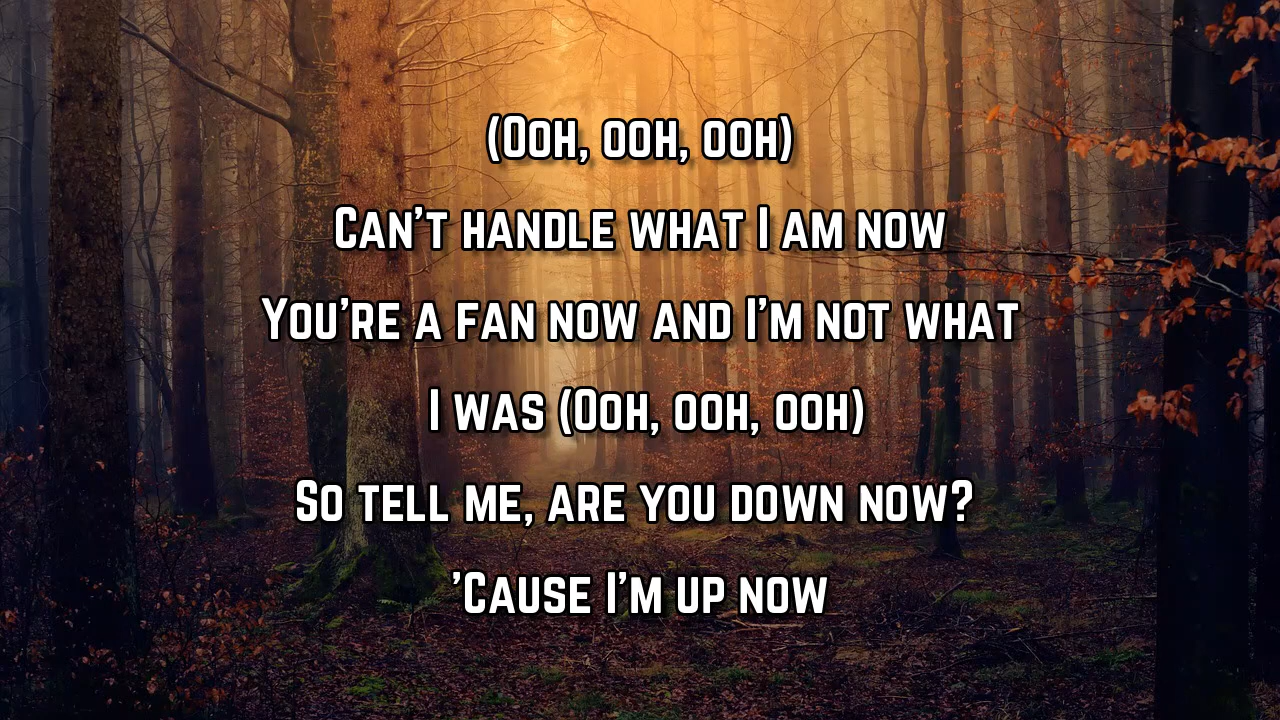 (Ooh, ooh, ooh)
Can't handle what I am now
You're a fan now and I'm not what
I was (Ooh, ooh, ooh)
So tell me, are you down now?
'Cause I'm up now